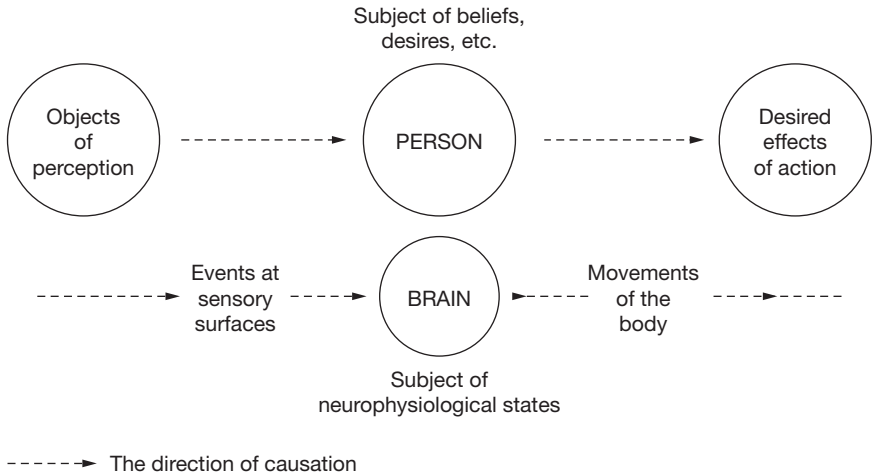 Subject of beliefs,
desires, etc.
Objects
of
perception
PERSON
Desired
effects
of action
Events at
sensory
surfaces
BRAIN
Movements
of the
body
Subject of
neurophysiological states
The direction of causation